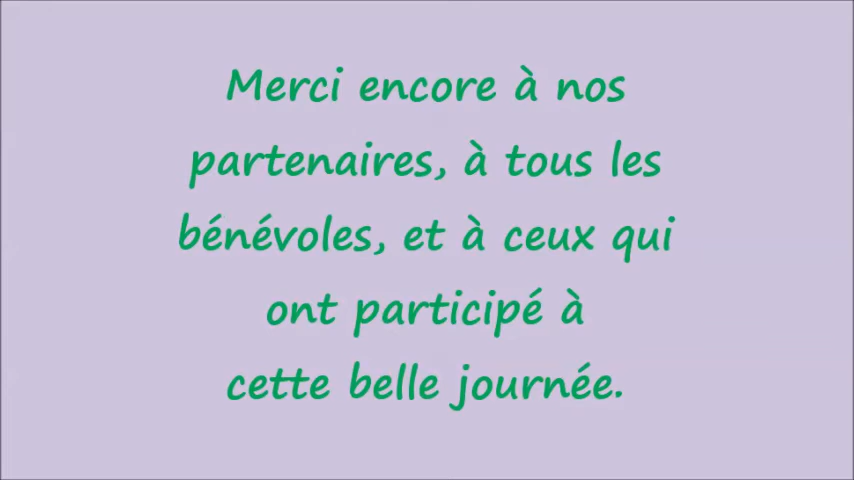 Merci encore à nos
partenaires, à tous les
bénévoles, et à ceux qui
ont participé à
cette belle journée.